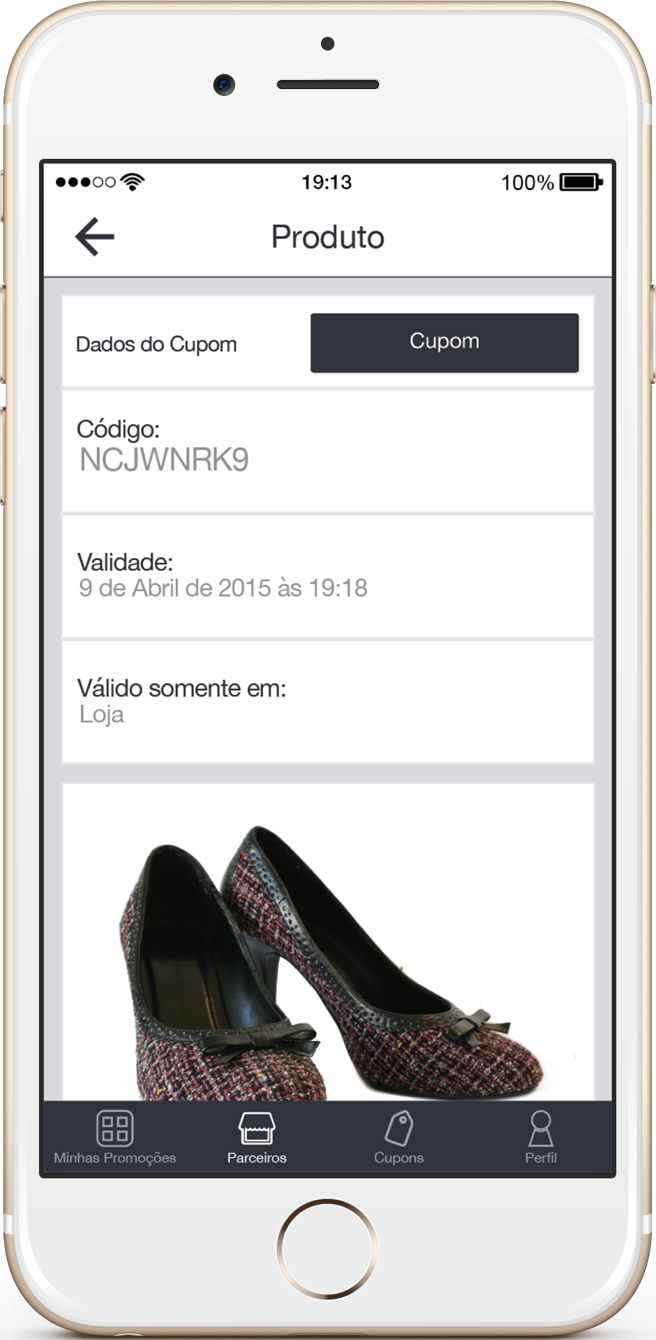 19:13
100%
Produto
Dados do Cupom
Cupom
Código:
NCJWNRK9
Validade:
9 de Abril de 2015 às 19:18
Válido somente em:
Loja
Minhas Promoções
Parceiros
Cupons
Perfil